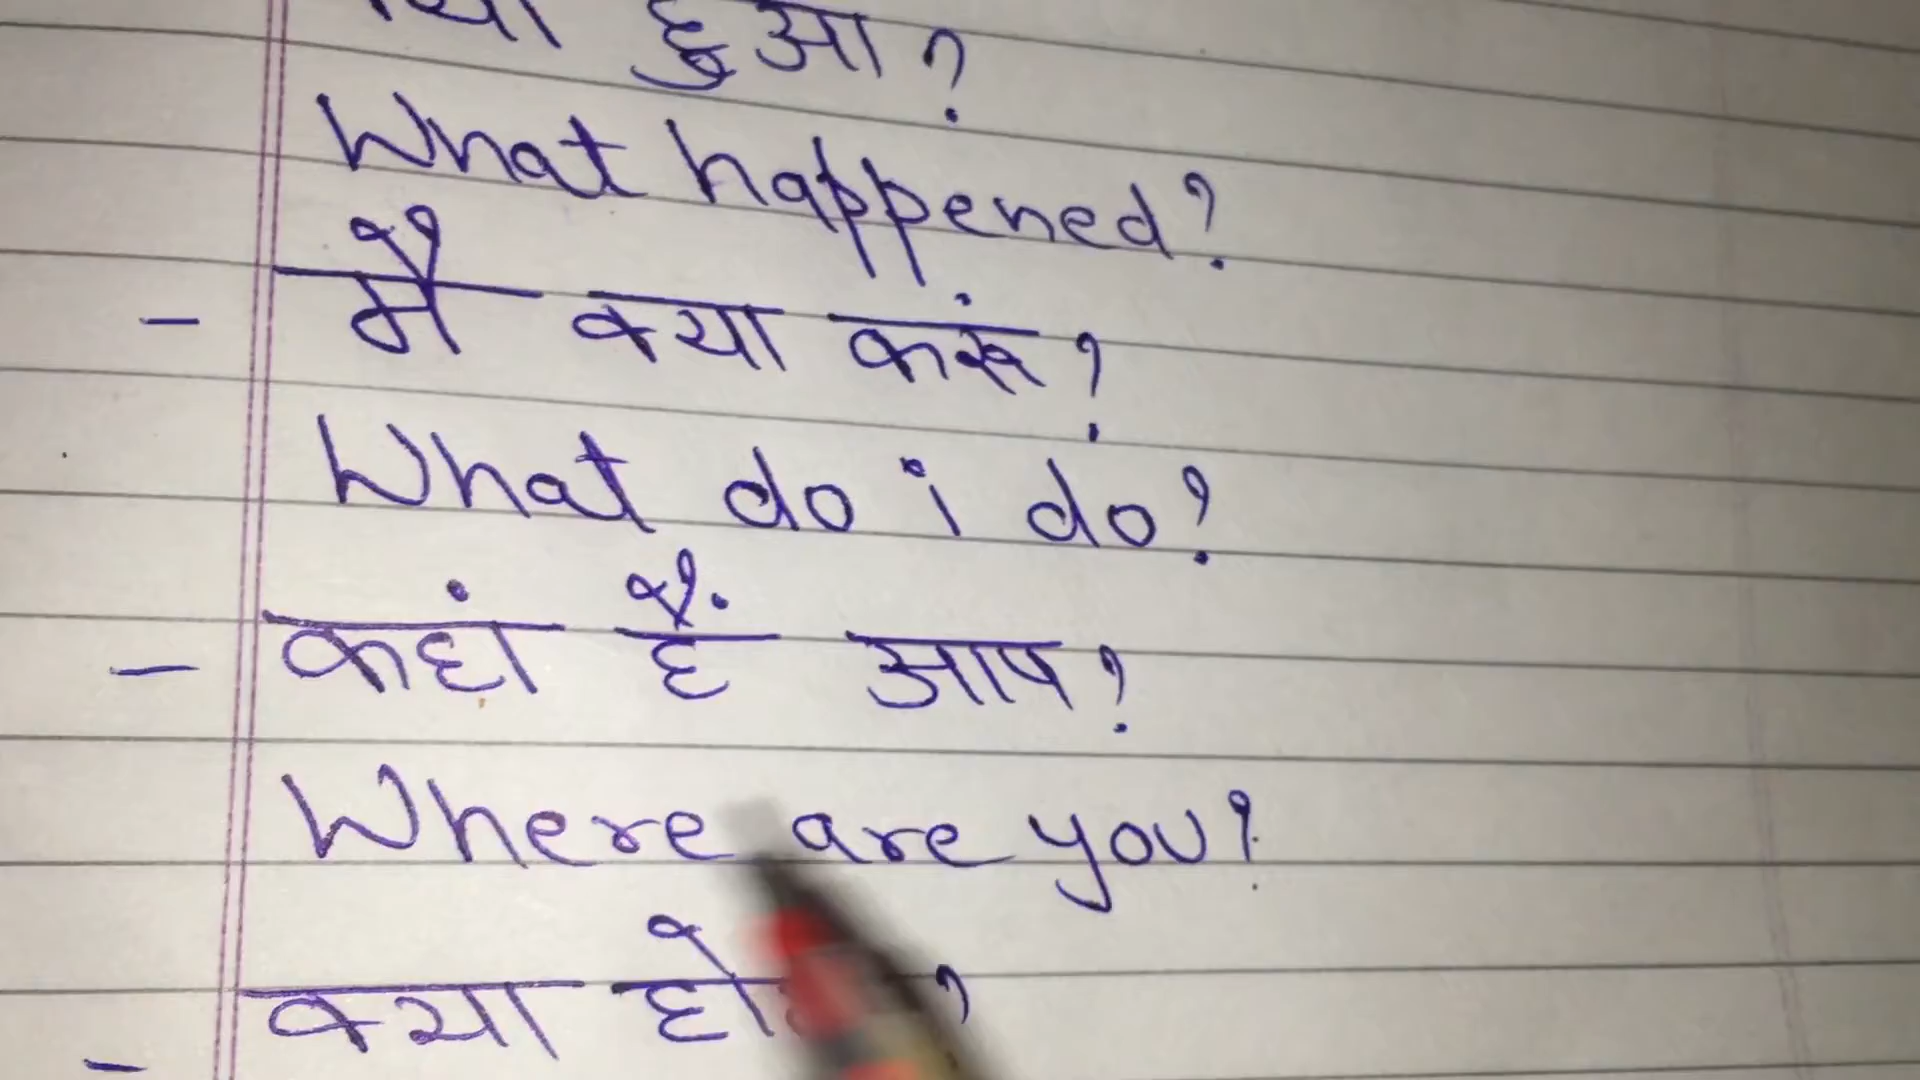 क्या हुआ?
What happened?
- मै क्या करूं?
What do i do?
- कहां हैं आप?
Where are you?
- क्या ?